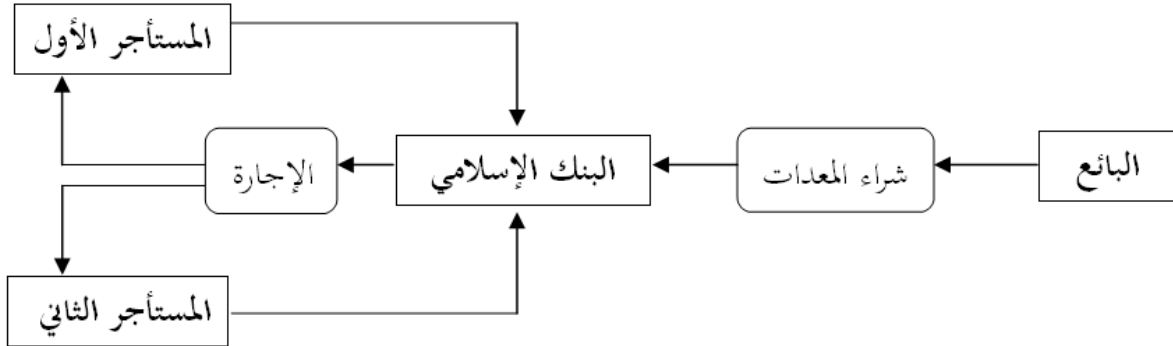 المستأجر الأول
البائع
شراء المعدات
البنك الإسلامي
الإجارة
المستأجر الثاني